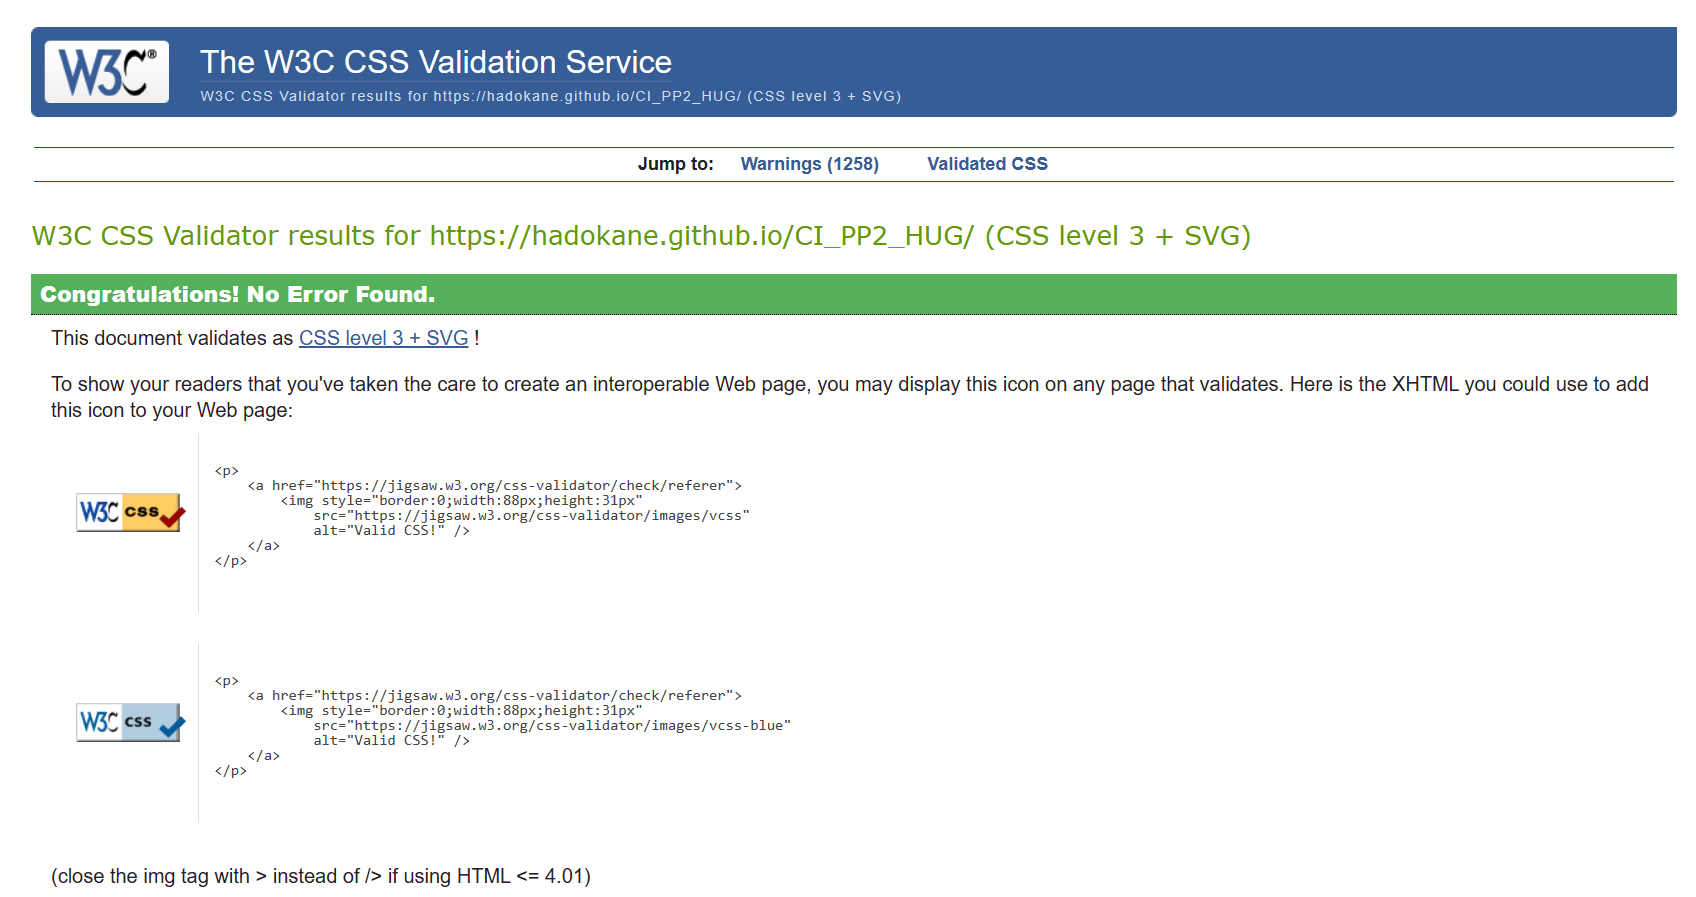 W3C®
The W3C CSS Validation Service
W3C CSS Validator results for https://hadokane.github.io/CI_PP2_HUG/ (CSS level 3 + SVG)
Jump to: Warnings (1258) Validated CSS
W3C CSS Validator results for https://hadokane.github.io/CI_PP2_HUG/ (CSS level 3 + SVG)
Congratulations! No Error Found.
This document validates as CSS level 3 + SVG !
To show your readers that you've taken the care to create an interoperable Web page, you may display this icon on any page that validates. Here is the XHTML you could use to add
this icon to your Web page:
W3C css
<p>
    <a href="https://jigsaw.w3.org/css-validator/check/referer">
        <img style="border:0;width:88px;height:31px"
            src="https://jigsaw.w3.org/css-validator/images/vcss"
            alt="Valid CSS!" />
    </a>
</p>
W3C css
<p>
    <a href="https://jigsaw.w3.org/css-validator/check/referer">
        <img style="border:0;width:88px;height:31px"
            src="https://jigsaw.w3.org/css-validator/images/vcss-blue"
            alt="Valid CSS!" />
    </a>
</p>
(close the img tag with > instead of /> if using HTML <= 4.01)